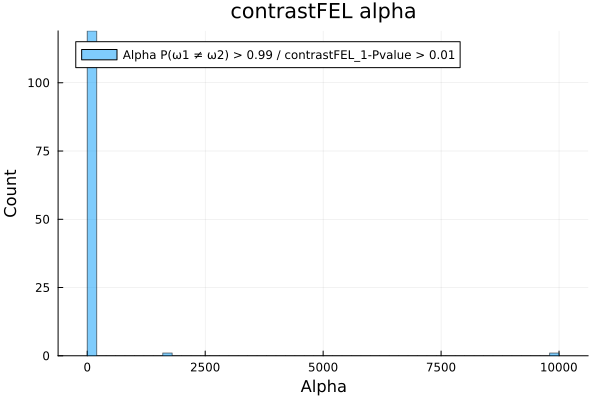 contrastFEL alpha
Alpha P(ω1 ≠ ω2) > 0.99 / contrastFEL_1-Pvalue > 0.01
100
75
50
25
0
Count
0 2500 5000 7500 10000
Alpha